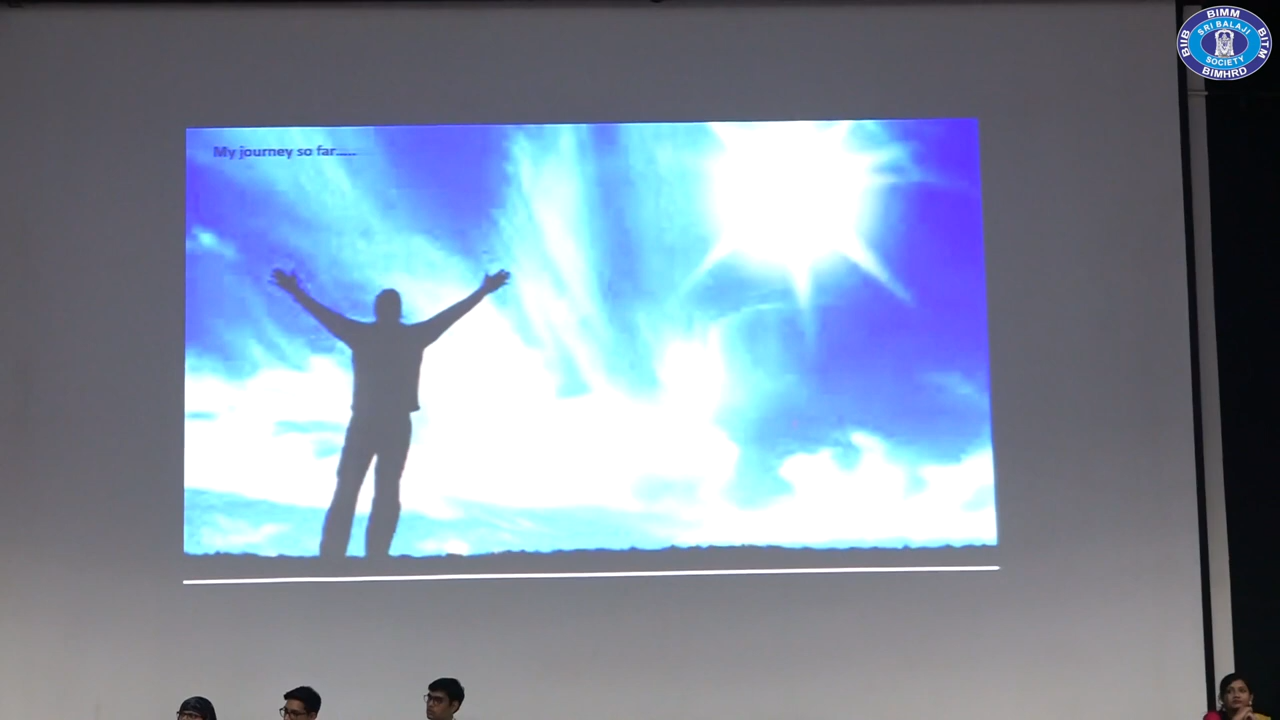 My journey so far.....
BIMM
BIIB
SRI BALAJI
SOCIETY
BITM
BIMHRD